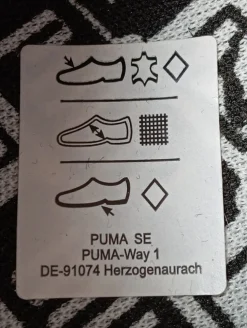 PUMA SE
PUMA-Way 1
DE-91074 Herzogenaurach